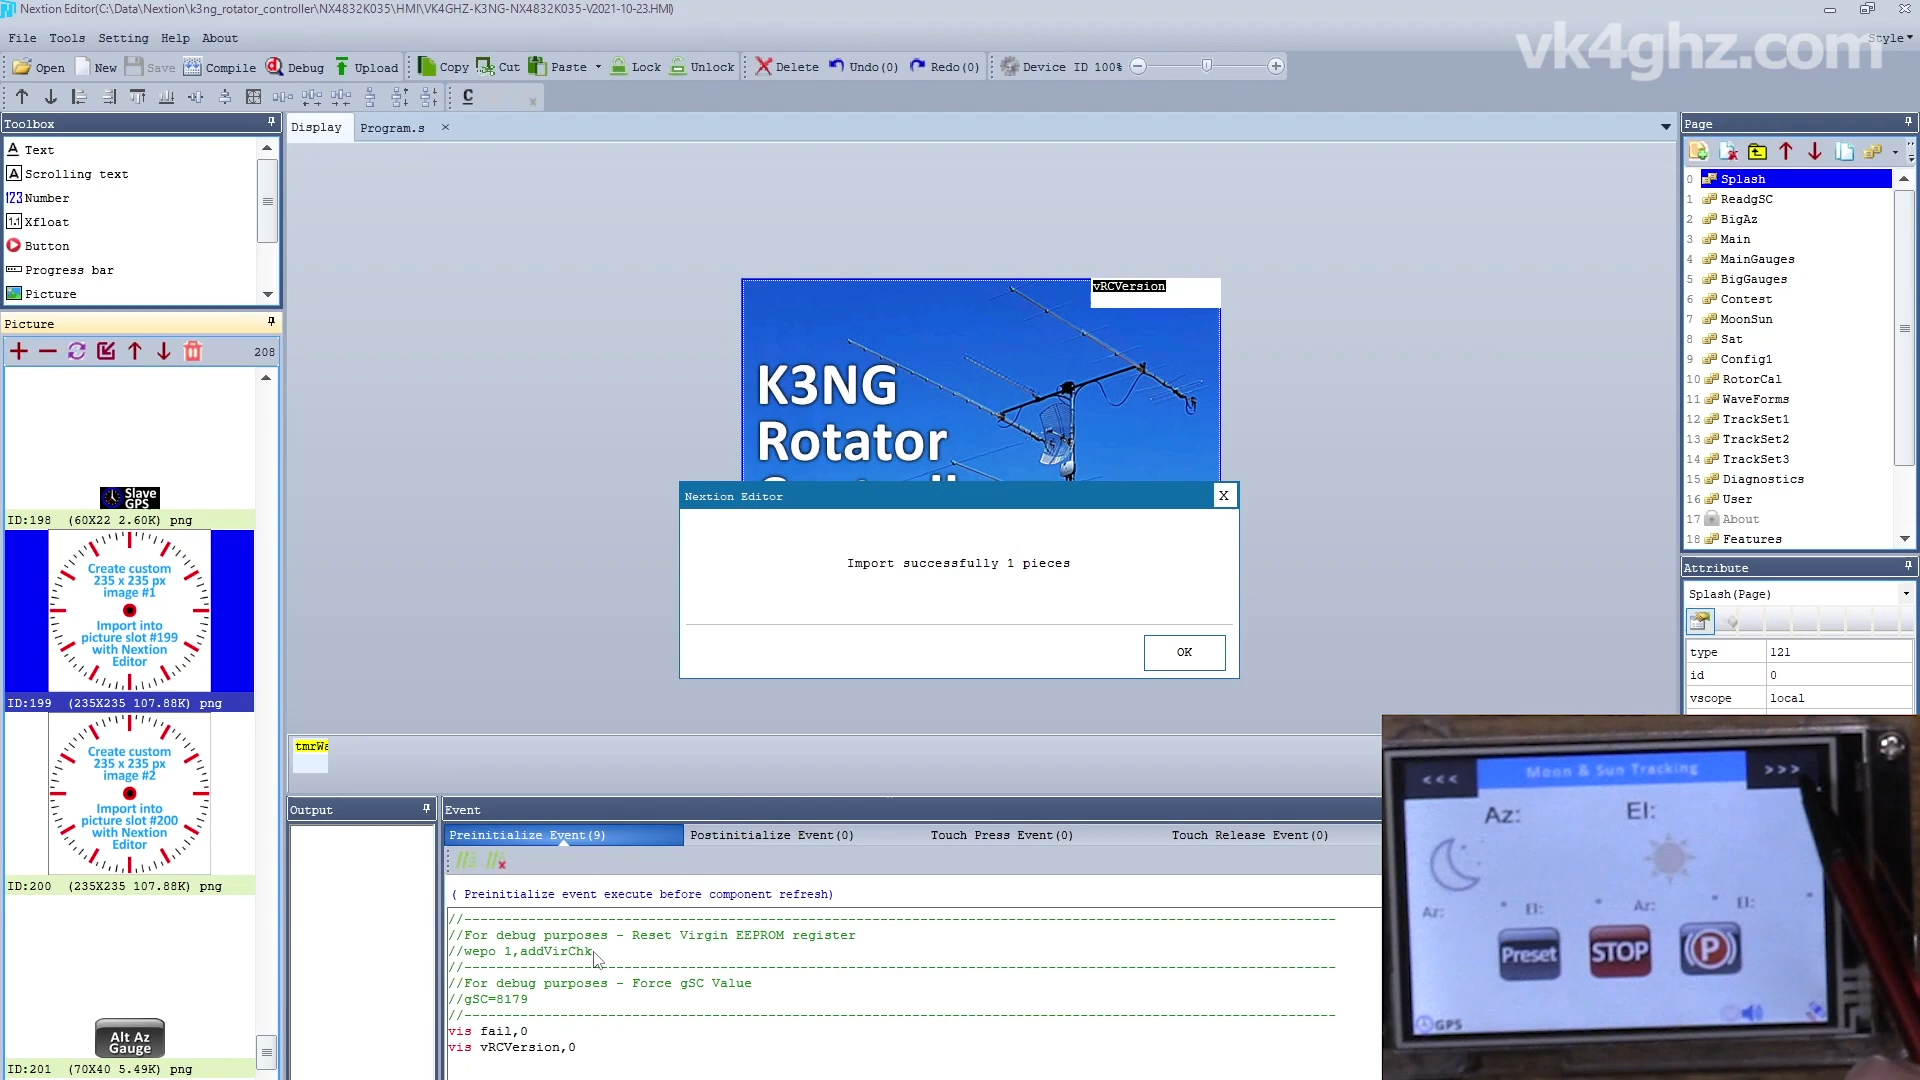 Nextion Editor(C:\Data\Nextion\k3ng_rotator_controller\NX4832K035\HMI\VK4GHZ-K3NG-NX4832K035-V2021-10-23.HMI)
vk4ghz.com
File Tools Setting Help About
Style
Open New Save Compile Debug Upload Copy Cut Paste Lock Unlock Delete Undo(0) Redo(0) Device ID 100%
C
Toolbox
Text
Scrolling text
123 Number
1.1 Xfloat
Button
Progress bar
Picture
Picture
208
Slave
GPS
ID:198 (60X22 2.60K) png
Create custom
235 x 235 px
image #1
Import into
picture slot #199
with Nextion
Editor
ID:199 (235X235 107.88K) png
Create custom
235 x 235 px
image #2
Import into
picture slot #200
with Nextion
Editor
ID:200 (235X235 107.88K) png
Alt Az
Gauge
ID:201 (70X40 5.49K) png
Display Program.s
vRCVersion
K3NG
Rotator
Nextion Editor
X
Import successfully 1 pieces
OK
tmrWa
Output
Event
Preinitialize Event(9) Postinitialize Event(0) Touch Press Event(0) Touch Release Event(0)
( Preinitialize event execute before component refresh)
//For debug purposes - Reset Virgin EEPROM register
//wepo 1,addVirChk
//For debug purposes - Force gSC Value
//gSC=8179
vis fail,0
vis vRCVersion,0
Page
0 Splash
1 ReadgSC
2 BigAz
3 Main
4 MainGauges
5 BigGauges
6 Contest
7 MoonSun
8 Sat
9 Config1
10 RotorCal
11 WaveForms
12 TrackSet1
13 TrackSet2
14 TrackSet3
15 Diagnostics
16 User
17 About
18 Features
Attribute
Splash(Page)
type 121
id 0
vscope local
<<< Moon & Sun Tracking >>>
Az: El:
Az: ° El: ° Az: ° El: °
Preset STOP P
GPS